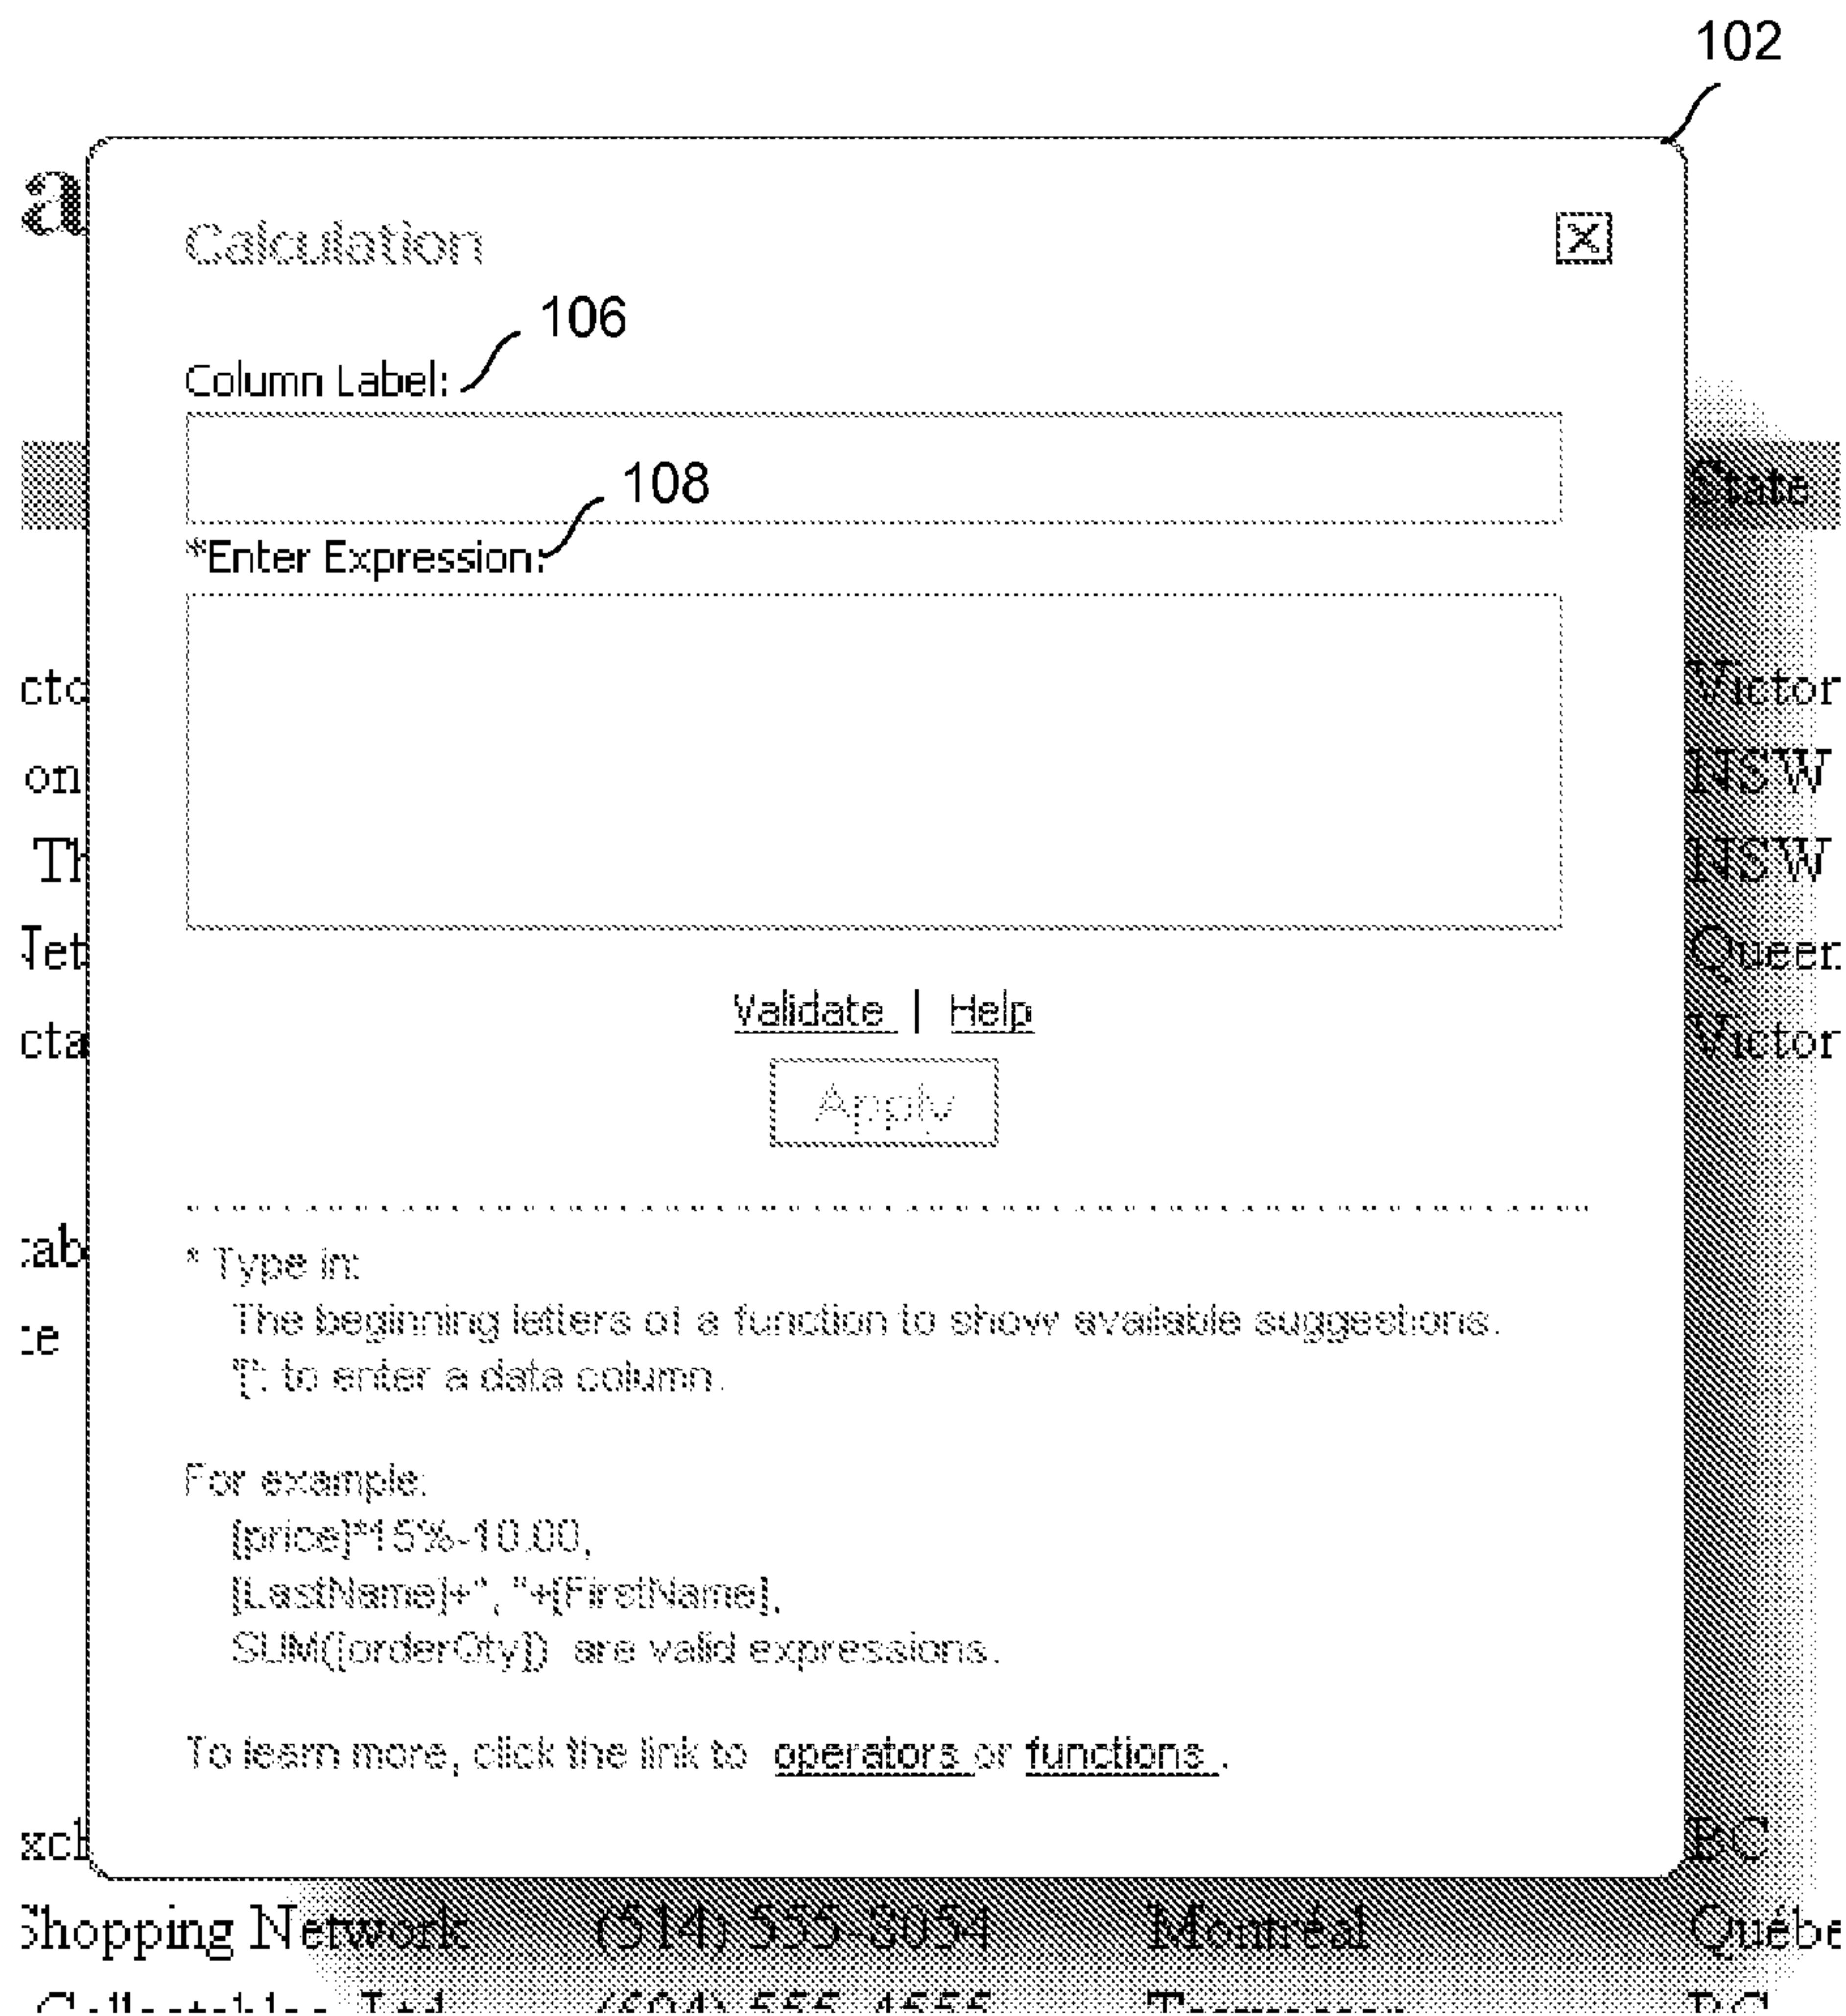 102
a
Calculation
X
106
Column Label:
108
State
*Enter Expression:
Victor
on
NSW
Th
NSW
Queen
Victor
Validate | Help
Apply
* Type in:
The beginning letters of a function to show available suggestions.
'[': to enter a data column.
For example:
[price]*15%-10.00,
[LastName]+", "+[FirstName],
SUM([orderQty]) are valid expressions.
To learn more, click the link to operators or functions.
BC
Shopping Network (514) 555-8054 Montréal Québe